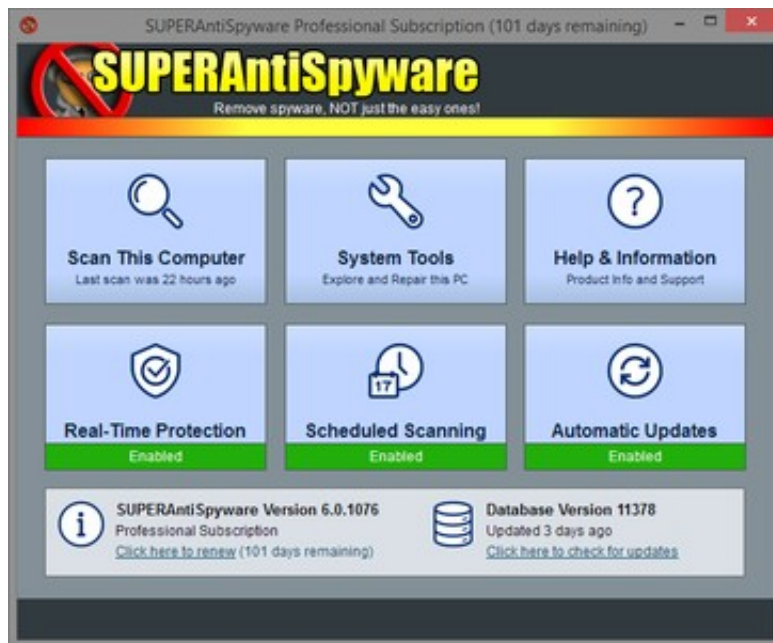 SUPERAntiSpyware Professional Subscription (101 days remaining)
SUPERAntiSpyware
Remove spyware, NOT just the easy ones!
Scan This Computer
Last scan was 22 hours ago
System Tools
Explore and Repair this PC
Help & Information
Product Info and Support
17
Real-Time Protection
Enabled
Scheduled Scanning
Enabled
Automatic Updates
Enabled
SUPERAntiSpyware Version 6.0.1076
Professional Subscription
Click here to renew (101 days remaining)
Database Version 11378
Updated 3 days ago
Click here to check for updates